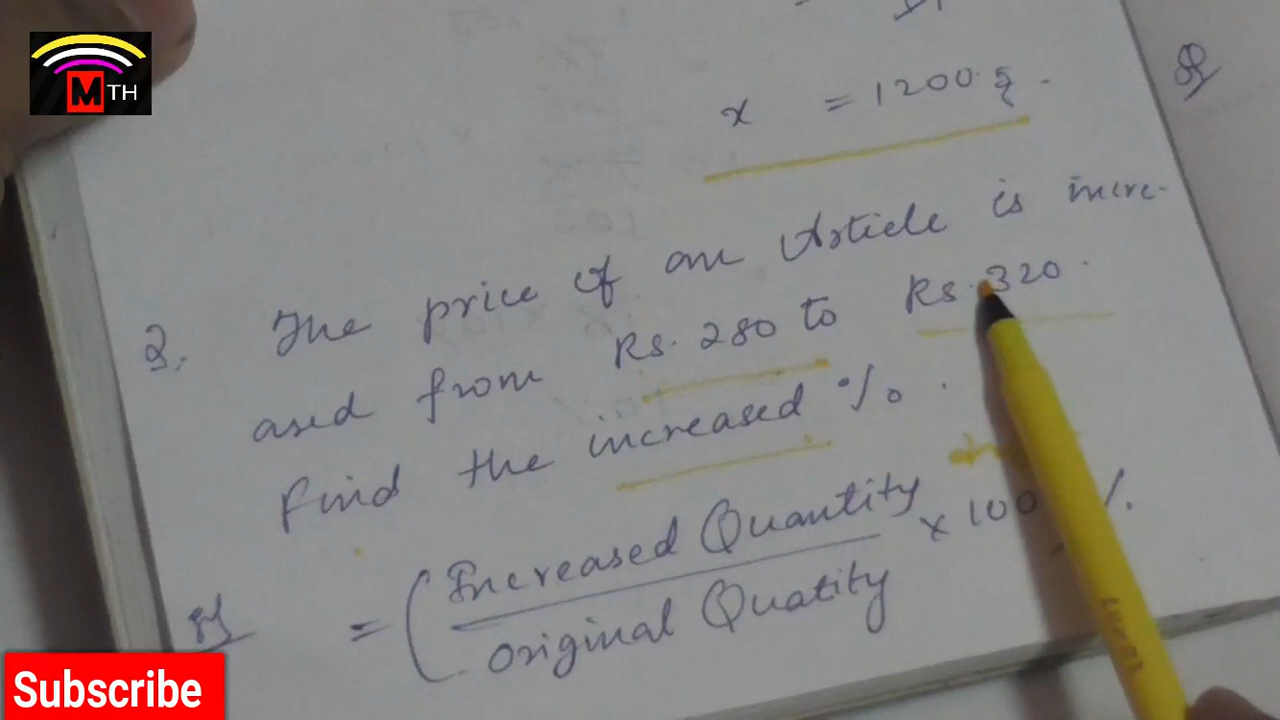 MTH
x = 1200 ₹.
2. The price of an Article is incre-
ased from Rs. 280 to Rs. 320.
Find the increased %.
= (Increased Quantity
x 100 %.
Original Quatity
Subscribe